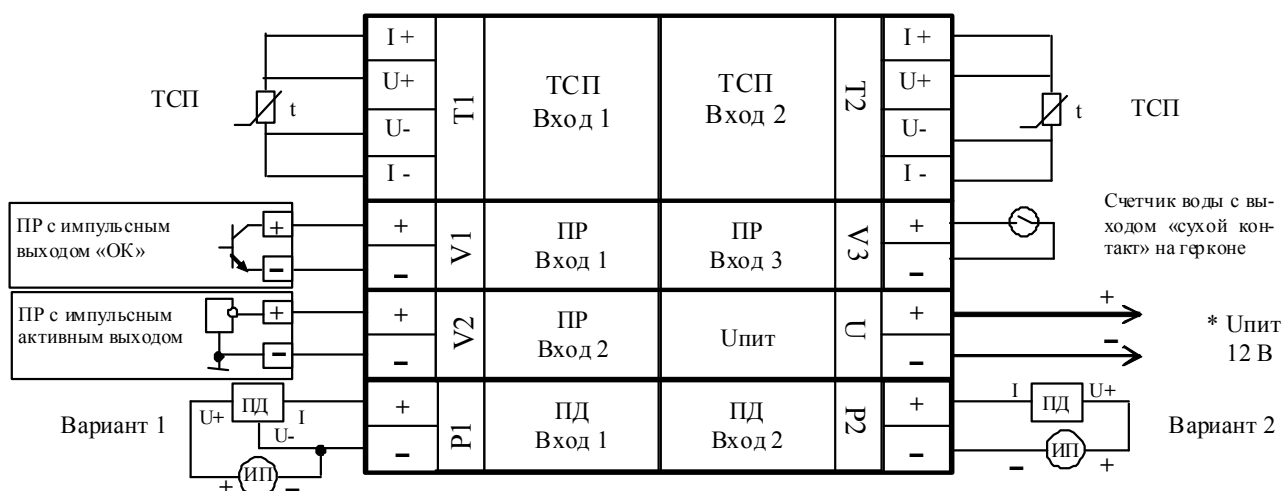 ТСП
t
I +
U+
U-
I -
T1
ТСП
Вход 1
ТСП
Вход 2
T2
I +
U+
U-
I -
t
ТСП
ПР с импульсным
выходом «ОК»
+
−
+
−
V1
ПР
Вход 1
ПР
Вход 3
V3
+
−
Счетчик воды с вы-
ходом «сухой кон-
такт» на герконе
ПР с импульсным
активным выходом
+
−
+
−
V2
ПР
Вход 2
Uпит
U
+
−
+
−
* Uпит
12 В
Вариант 1
U+
ПД
I
U-
+
ИП
−
+
−
P1
ПД
Вход 1
ПД
Вход 2
P2
+
−
I
ПД
U+
−
ИП
+
Вариант 2